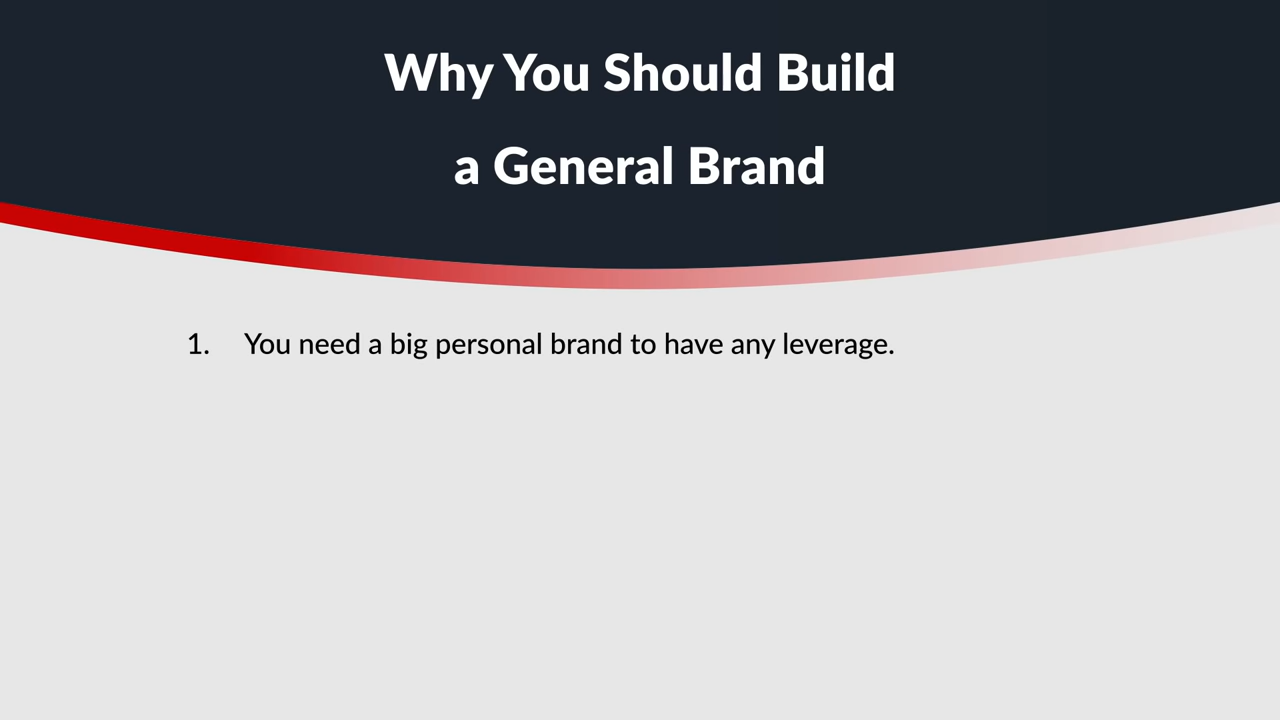 Why You Should Build
a General Brand
1. You need a big personal brand to have any leverage.